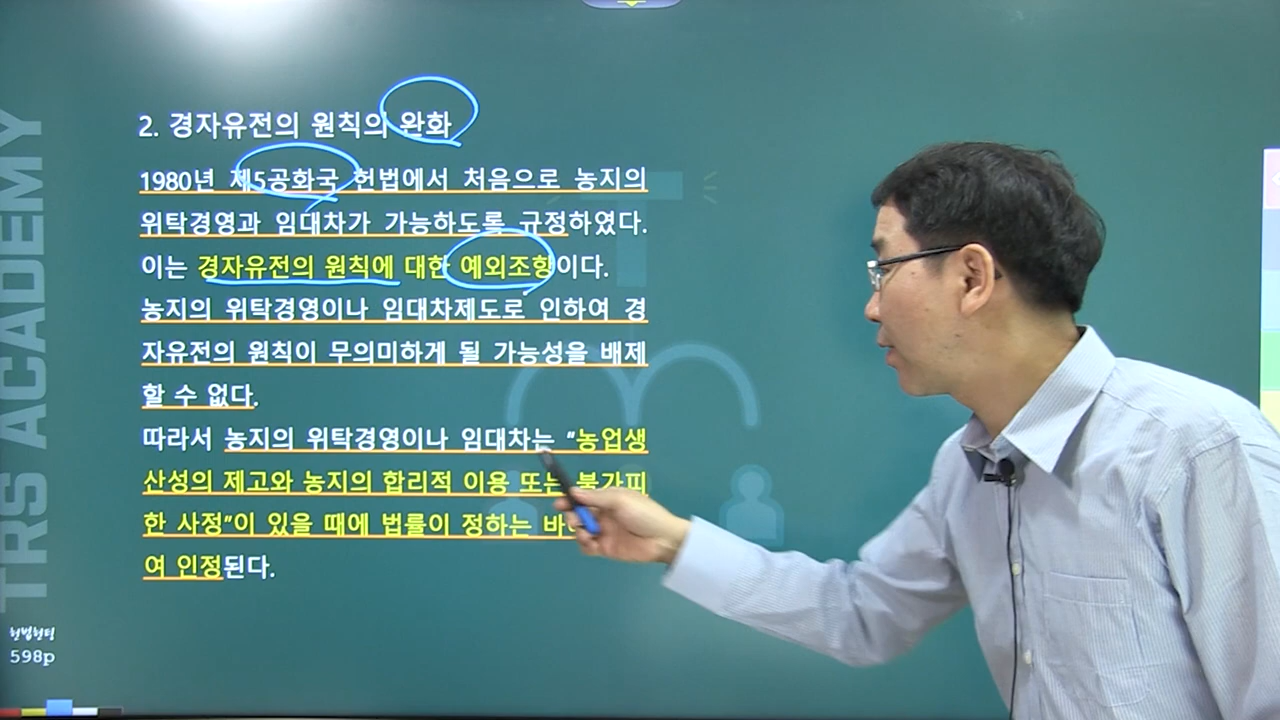 TRS ACADEMY
2. 경자유전의 원칙의 완화
1980년 제5공화국 헌법에서 처음으로 농지의
위탁경영과 임대차가 가능하도록 규정하였다.
이는 경자유전의 원칙에 대한 예외조항이다.
농지의 위탁경영이나 임대차제도로 인하여 경
자유전의 원칙이 무의미하게 될 가능성을 배제
할 수 없다.
따라서 농지의 위탁경영이나 임대차는 "농업생
산성의 제고와 농지의 합리적 이용 또는 불가피
한 사정"이 있을 때에 법률이 정하는
여 인정된다.
598p